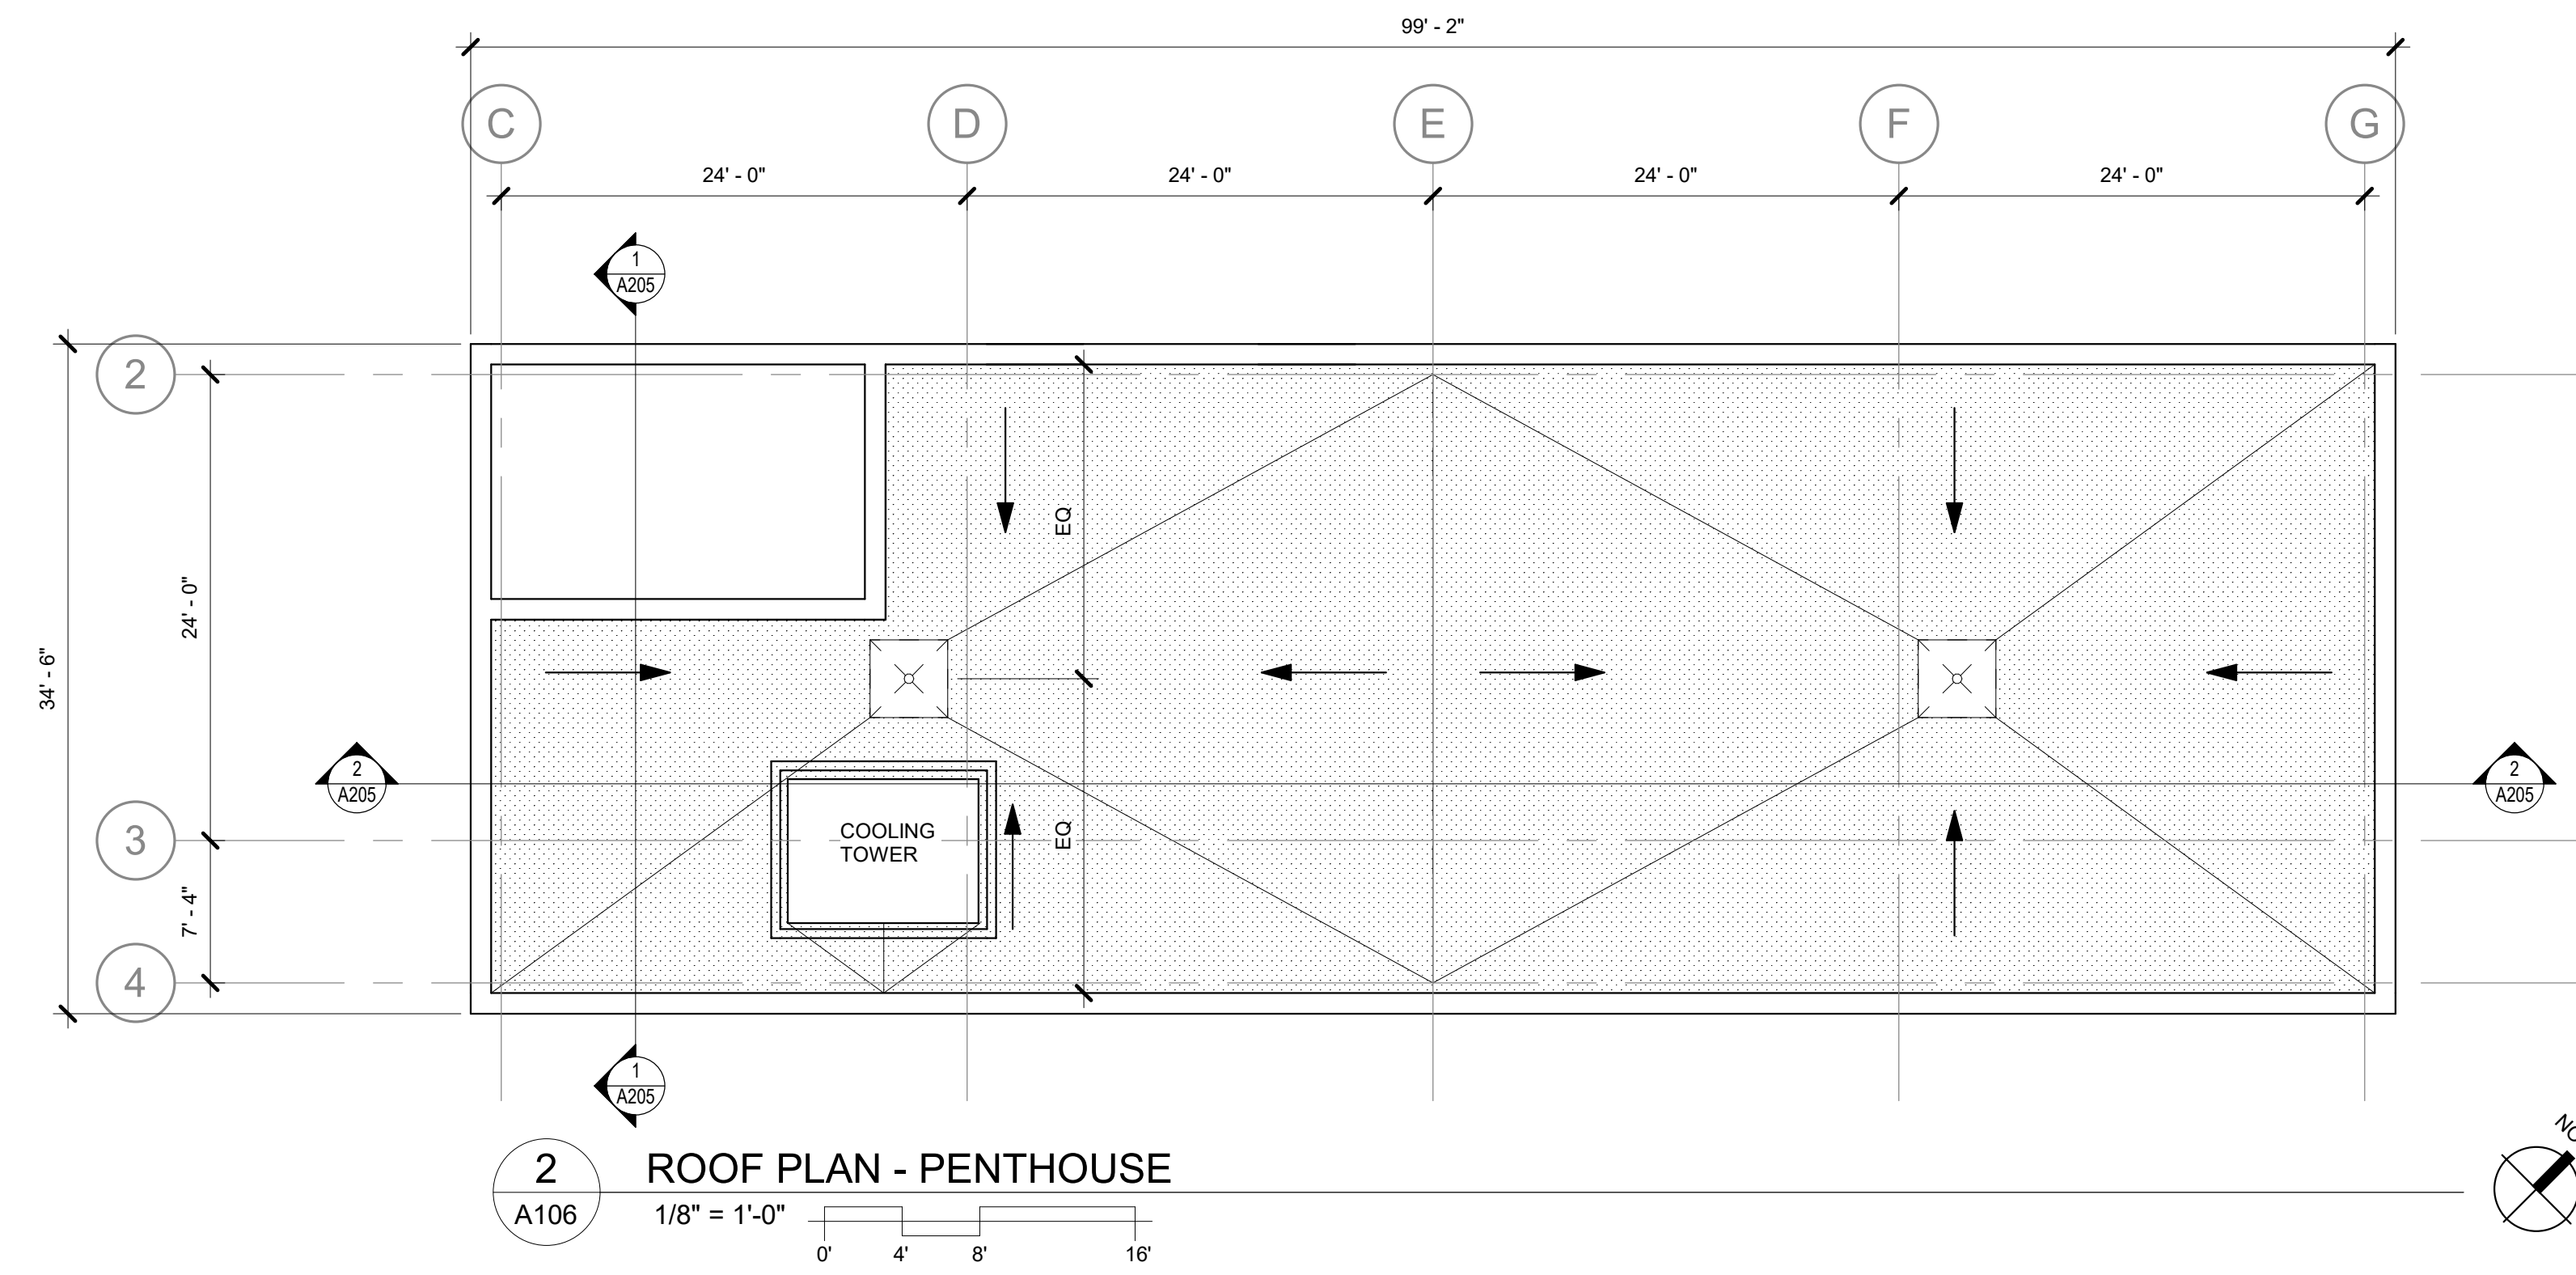 99' - 2"
C
D
E
F
G
24' - 0"
24' - 0"
24' - 0"
24' - 0"
1
A205
2
24' - 0"
34' - 6"
EQ
2
A205
2
A205
3
COOLING
TOWER
EQ
7' - 4"
4
1
A205
2
A106
ROOF PLAN - PENTHOUSE
1/8" = 1'-0"
0' 4' 8' 16'